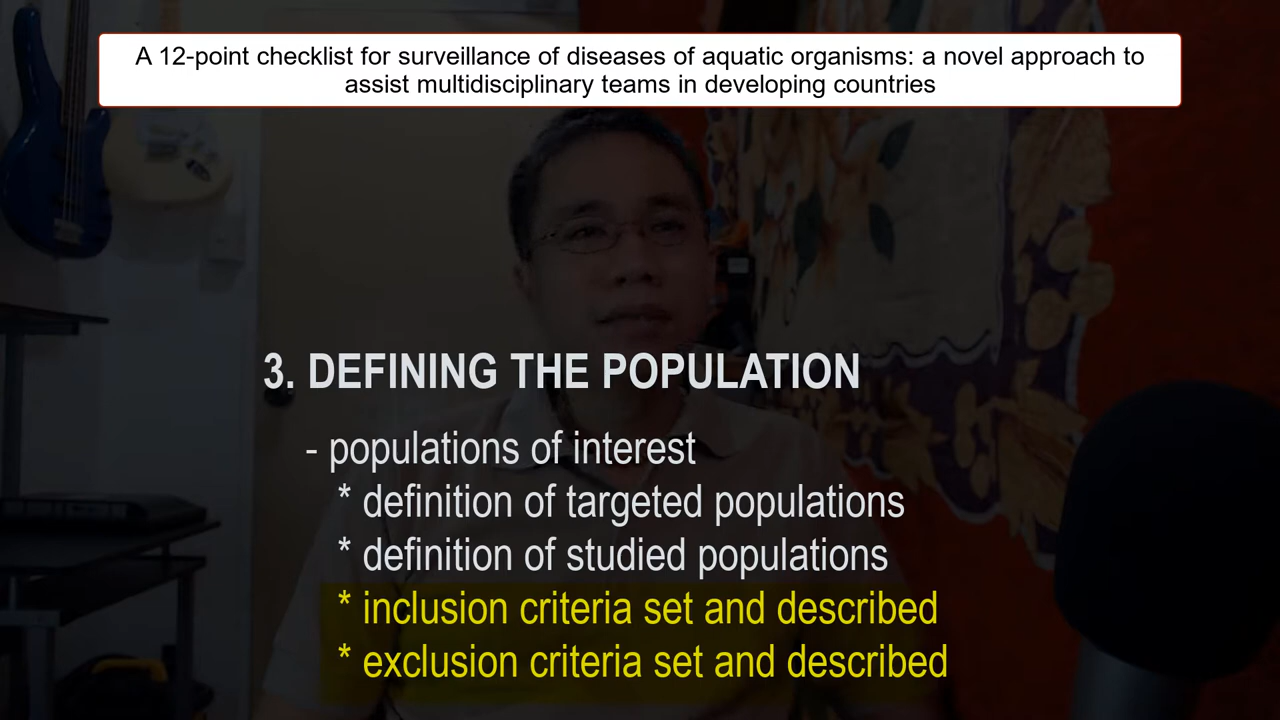 A 12-point checklist for surveillance of diseases of aquatic organisms: a novel approach to
assist multidisciplinary teams in developing countries
3. DEFINING THE POPULATION
- populations of interest
* definition of targeted populations
* definition of studied populations
* inclusion criteria set and described
* exclusion criteria set and described